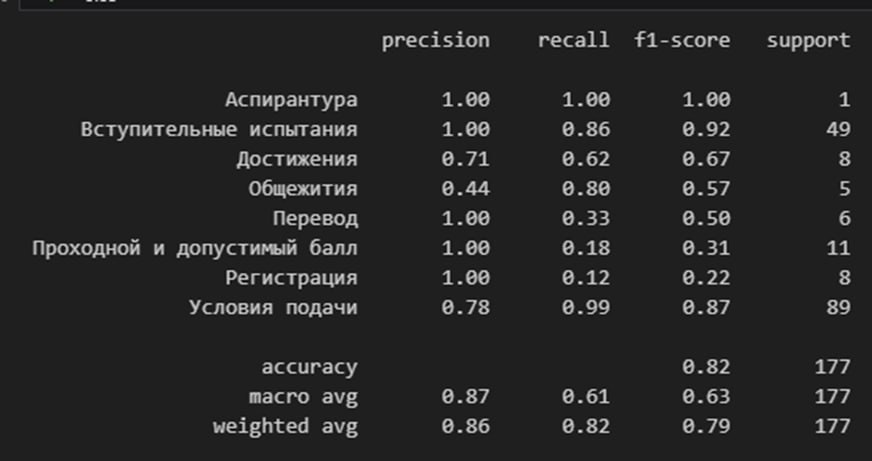 precision recall f1-score support
Аспирантура 1.00 1.00 1.00 1
Вступительные испытания 1.00 0.86 0.92 49
Достижения 0.71 0.62 0.67 8
Общежития 0.44 0.80 0.57 5
Перевод 1.00 0.33 0.50 6
Проходной и допустимый балл 1.00 0.18 0.31 11
Регистрация 1.00 0.12 0.22 8
Условия подачи 0.78 0.99 0.87 89
accuracy 0.82 177
macro avg 0.87 0.61 0.63 177
weighted avg 0.86 0.82 0.79 177